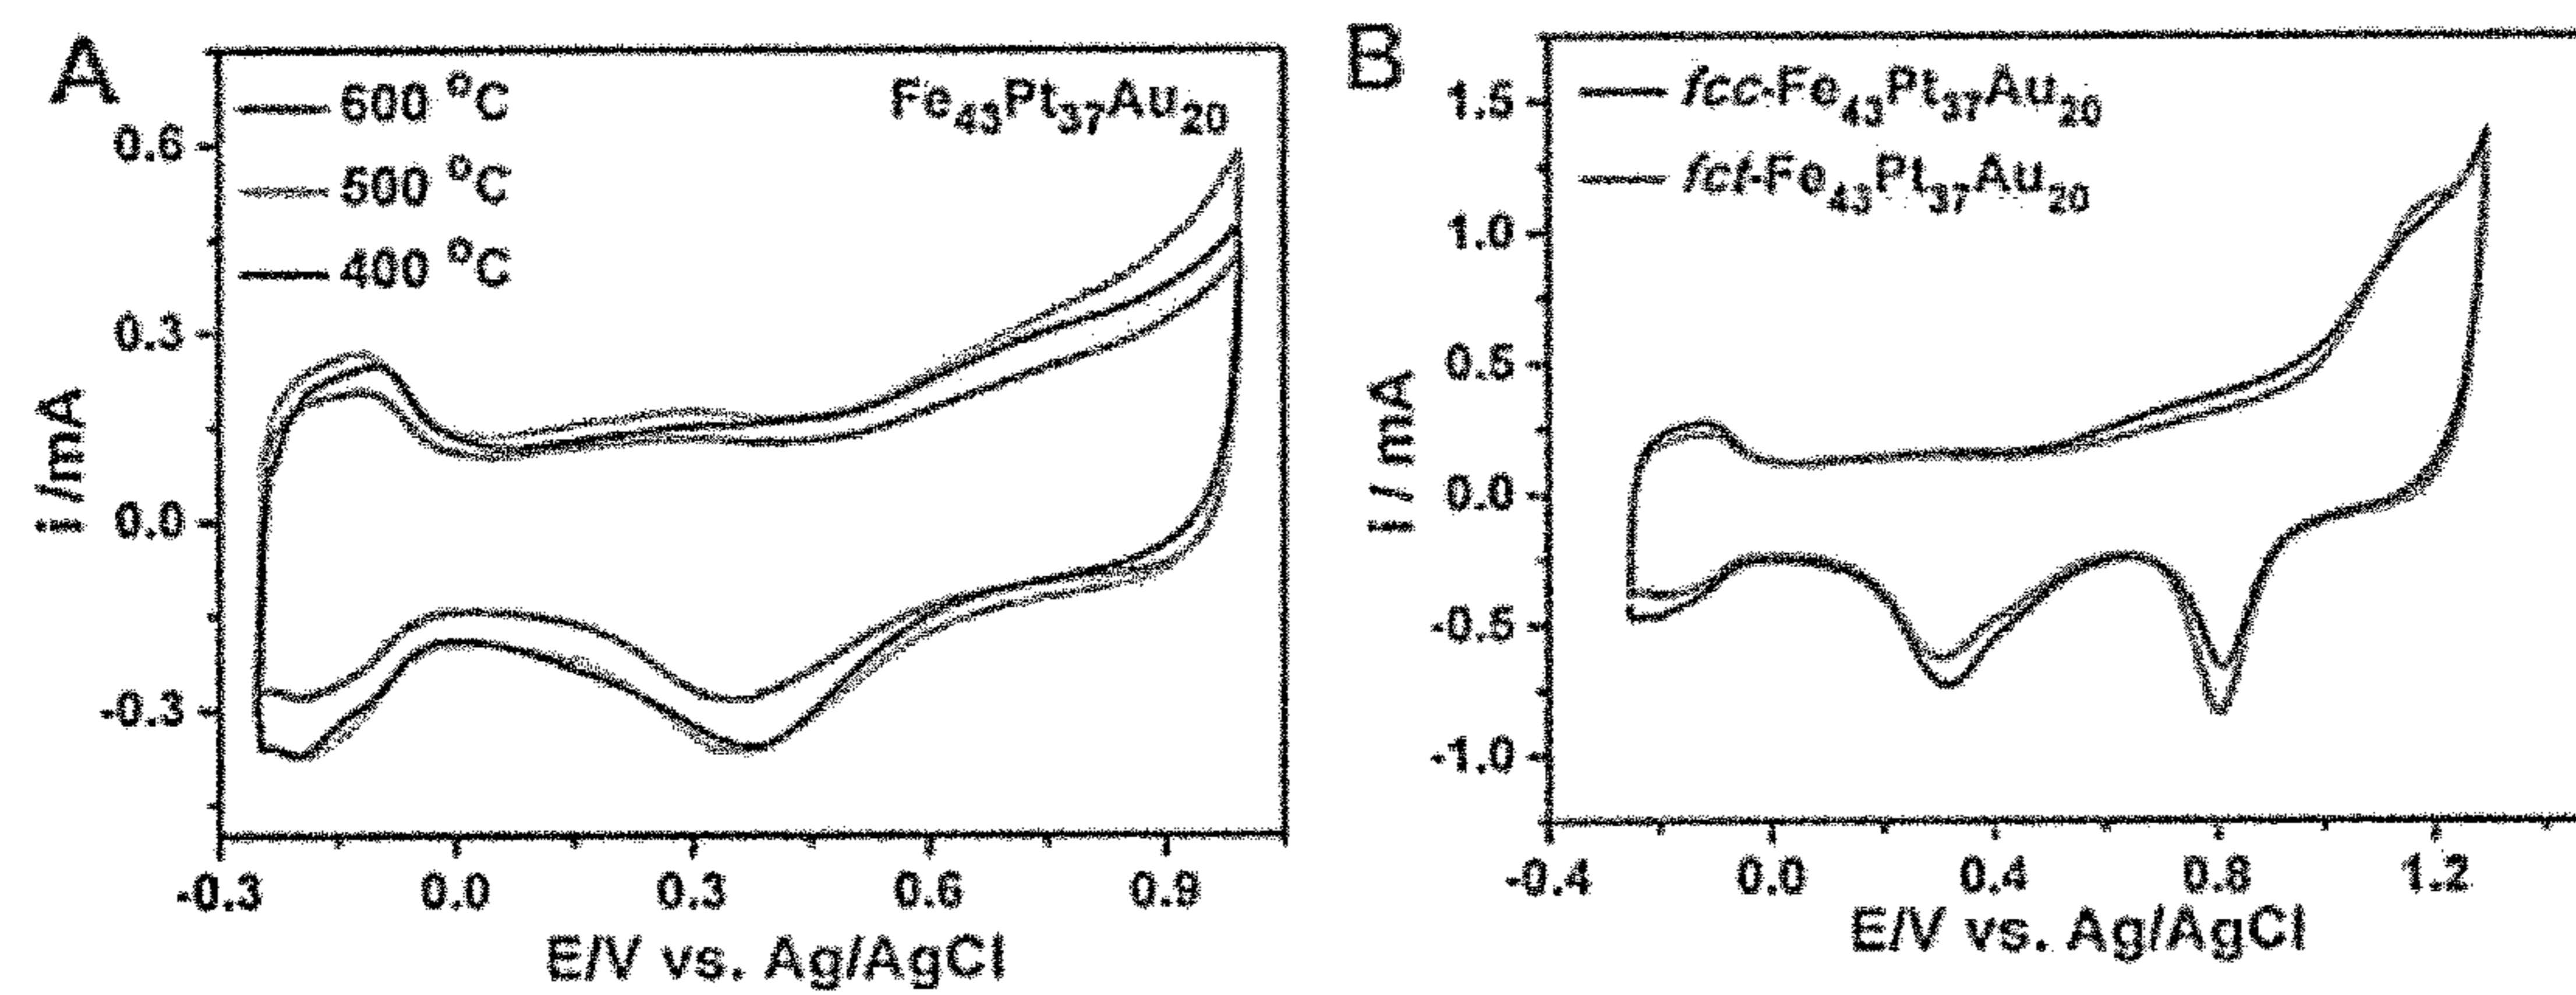 A
600 °C
500 °C
400 °C
Fe43Pt37Au20
0.6
0.3
0.0
-0.3
i /mA
-0.3 0.0 0.3 0.6 0.9
E/V vs. Ag/AgCl
B
fcc-Fe43Pt37Au20
fct-Fe43Pt37Au20
1.5
1.0
0.5
0.0
-0.5
-1.0
i / mA
-0.4 0.0 0.4 0.8 1.2
E/V vs. Ag/AgCl